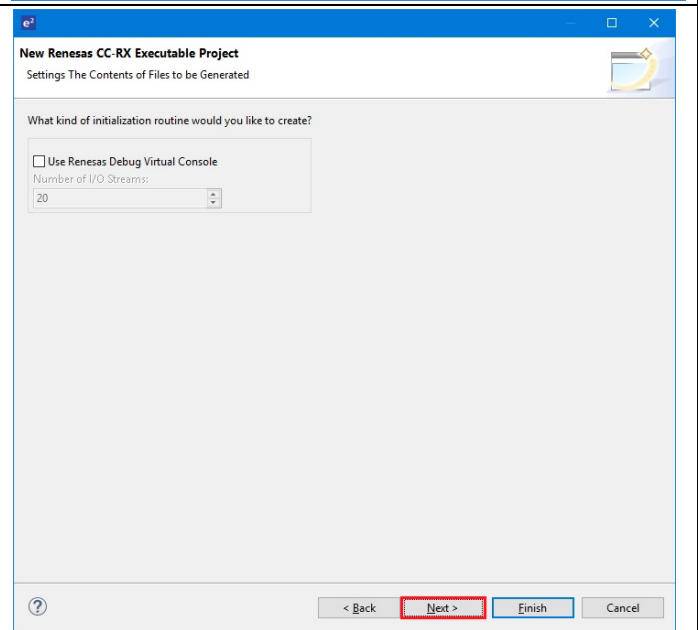 e²
New Renesas CC-RX Executable Project
Settings The Contents of Files to be Generated
What kind of initialization routine would you like to create?
Use Renesas Debug Virtual Console
Number of I/O Streams:
20
?
< Back Next > Finish Cancel